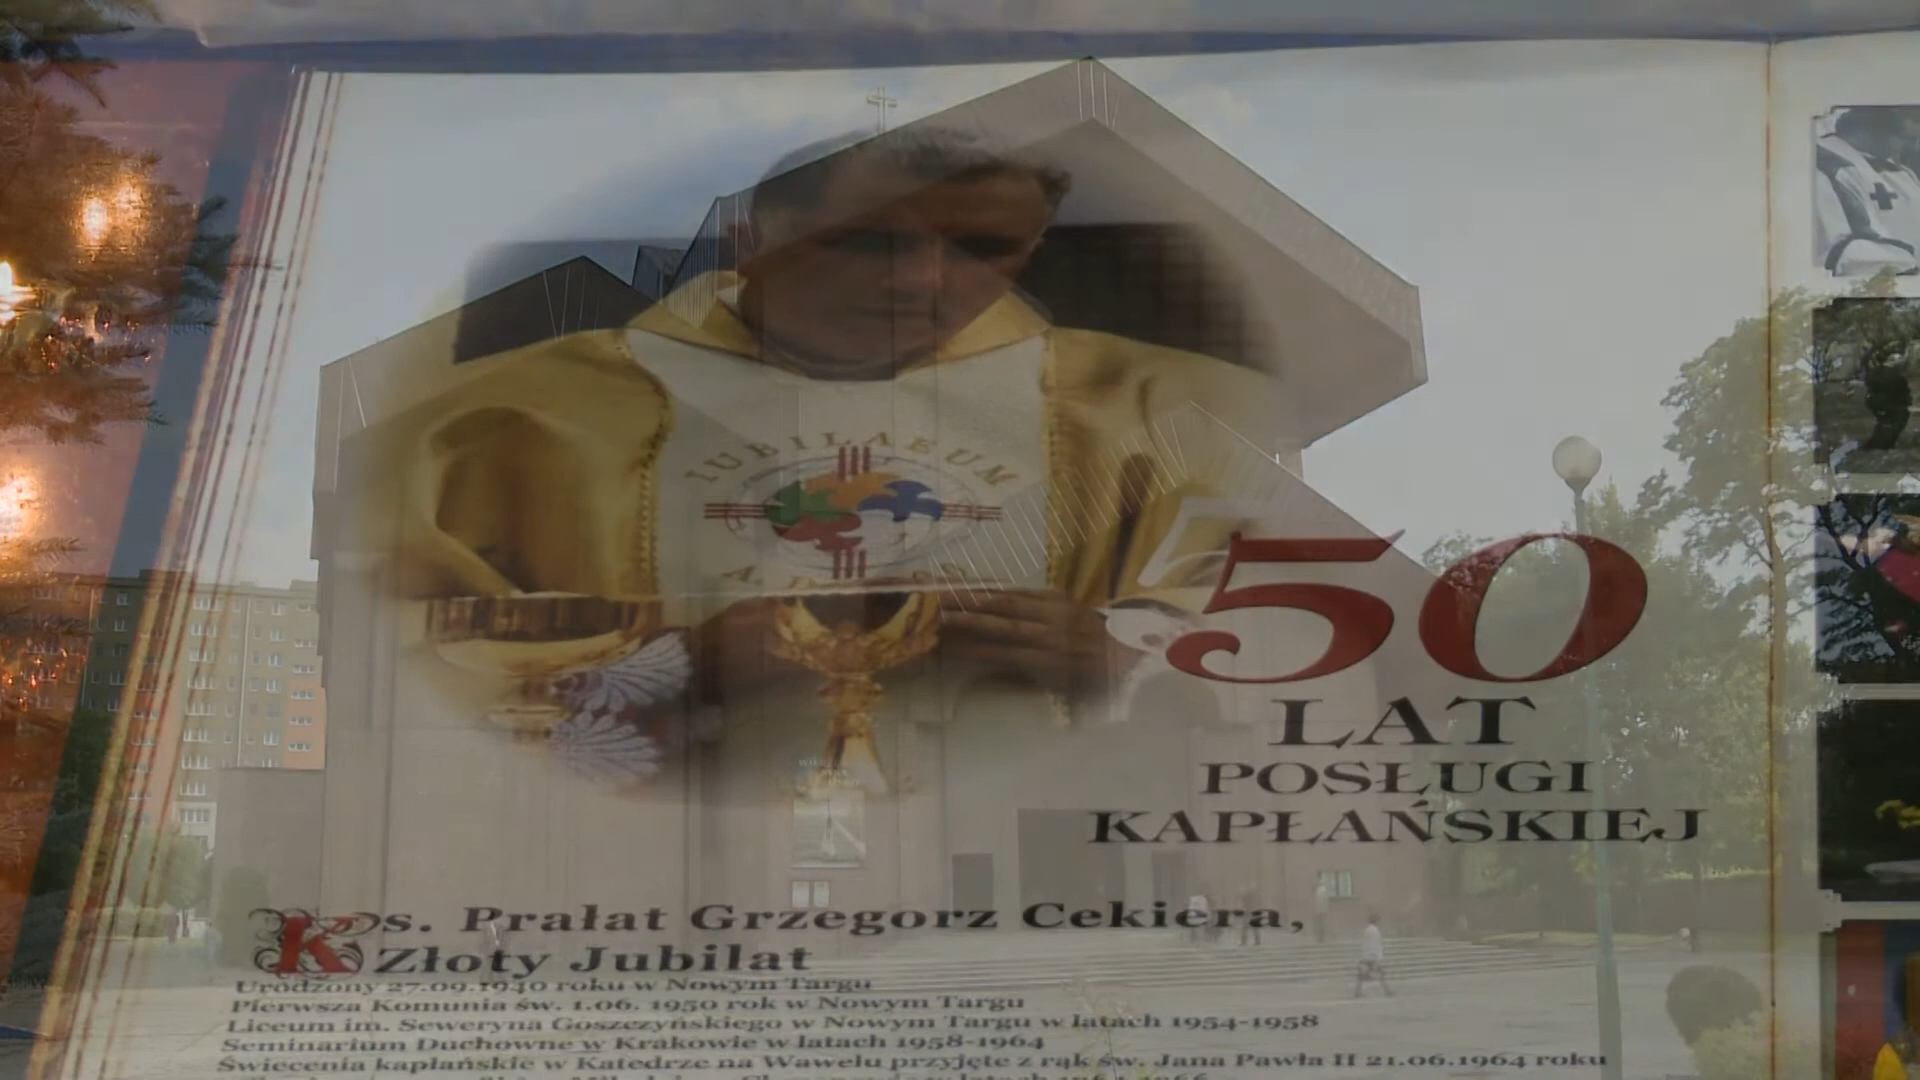 IUBILAEUM
50
LAT
POSŁUGI
KAPŁAŃSKIEJ
Ks. Prałat Grzegorz Cekiera,
Złoty Jubilat
Urodzony 27.09.1940 roku w Nowym Targu
Pierwsza Komunia św. 1.06. 1950 rok w Nowym Targu
Liceum im. Seweryna Goszczyńskiego w Nowym Targu w latach 1954-1958
Seminarium Duchowne w Krakowie w latach 1958-1964
Święcenia kapłańskie w Katedrze na Wawelu przyjęte z rąk św. Jana Pawła II 21.06.1964 roku